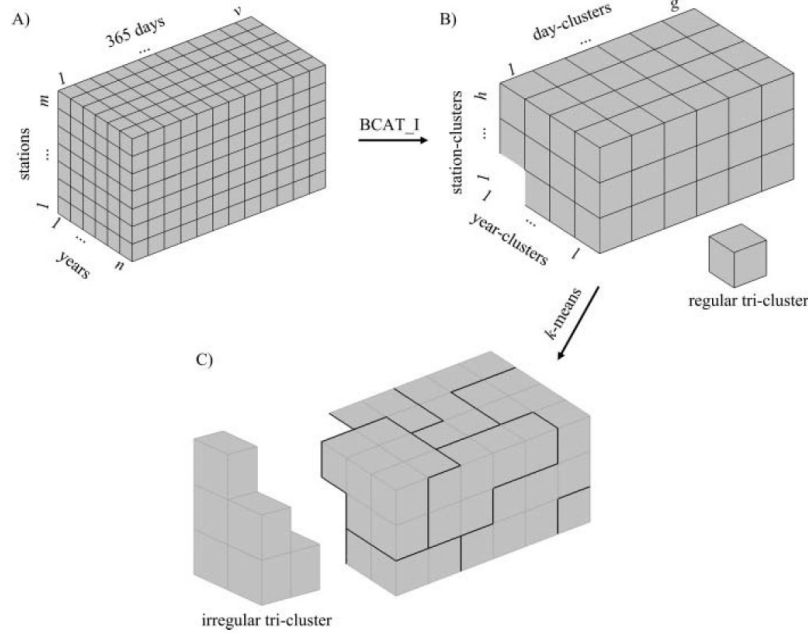 A)
365 days
...
1
v
m
stations
...
1
1
...
years
n
BCAT_I
B)
day-clusters
...
1
g
h
station-clusters
...
1
1
...
year-clusters
l
regular tri-cluster
k-means
C)
irregular tri-cluster